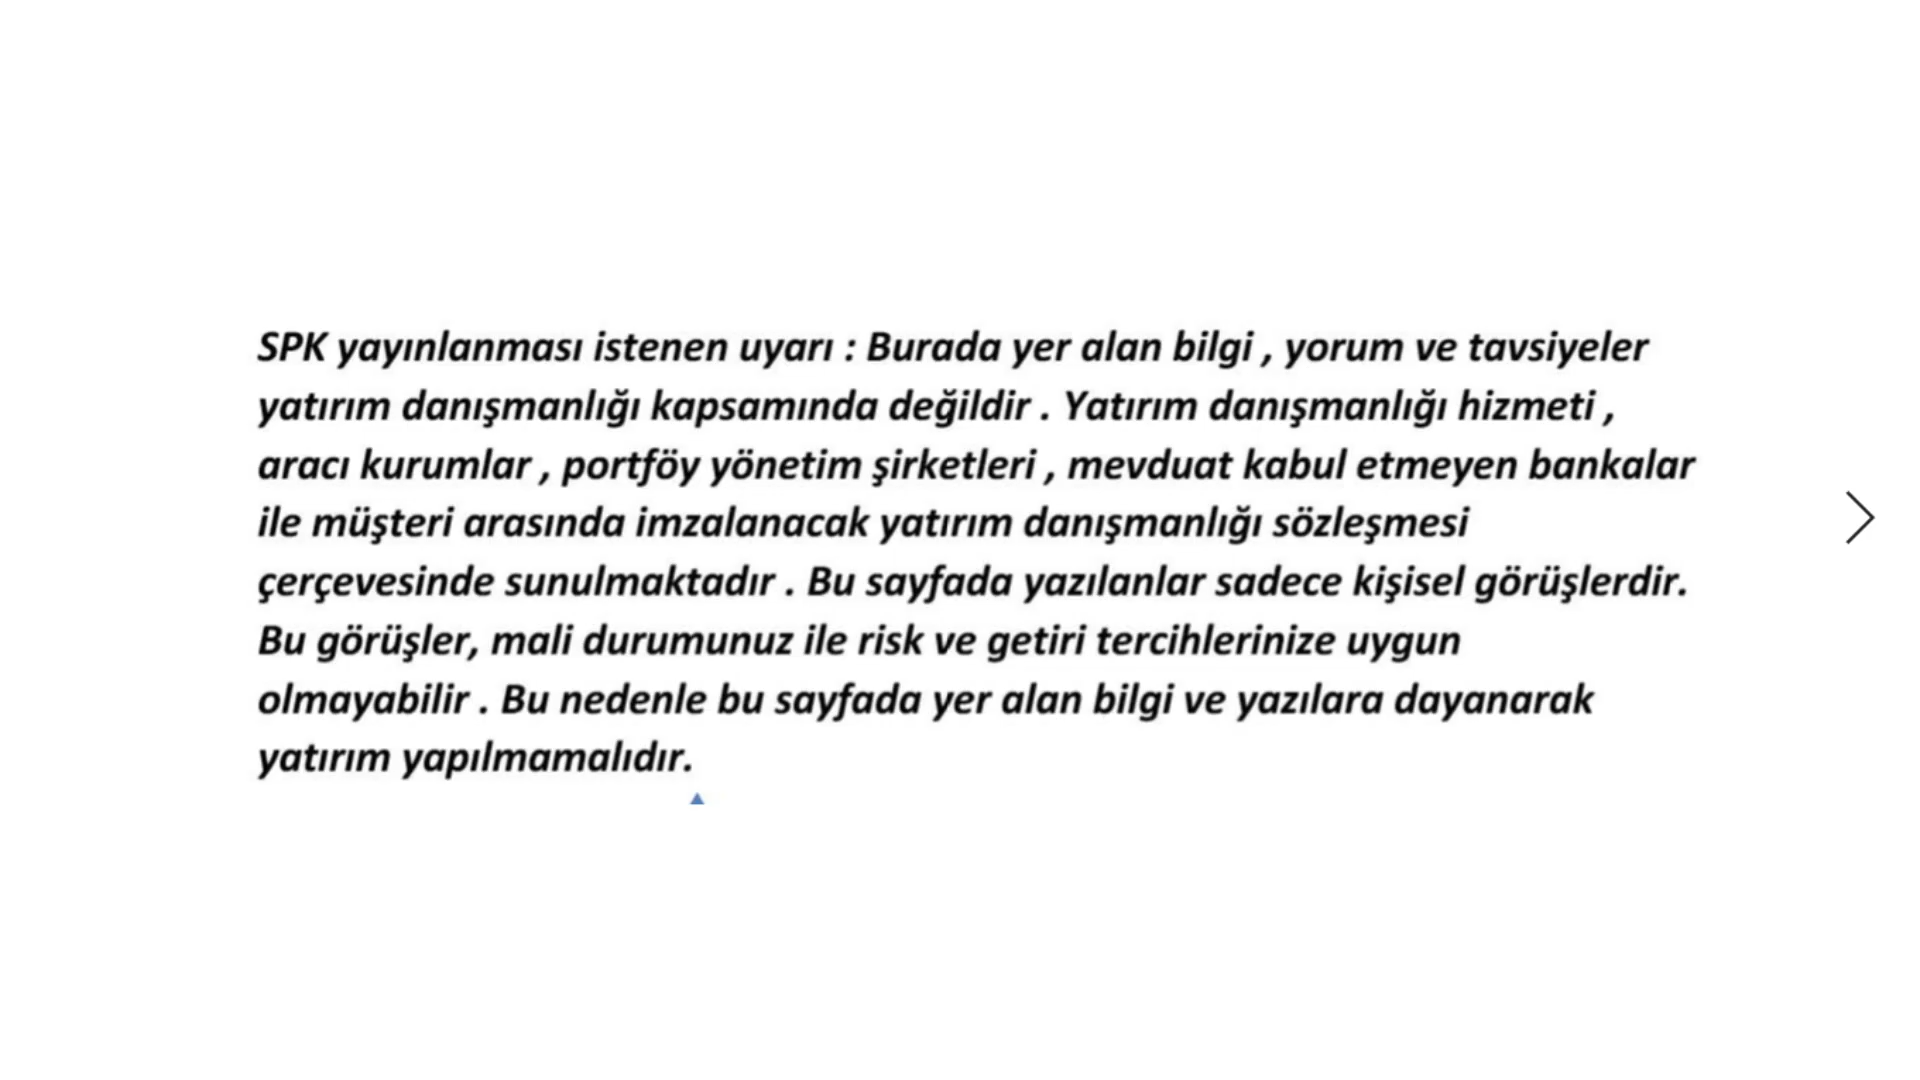 SPK yayınlanması istenen uyarı : Burada yer alan bilgi , yorum ve tavsiyeler
yatırım danışmanlığı kapsamında değildir . Yatırım danışmanlığı hizmeti ,
aracı kurumlar , portföy yönetim şirketleri , mevduat kabul etmeyen bankalar
ile müşteri arasında imzalanacak yatırım danışmanlığı sözleşmesi
çerçevesinde sunulmaktadır . Bu sayfada yazılanlar sadece kişisel görüşlerdir.
Bu görüşler, mali durumunuz ile risk ve getiri tercihlerinize uygun
olmayabilir . Bu nedenle bu sayfada yer alan bilgi ve yazılara dayanarak
yatırım yapılmamalıdır.